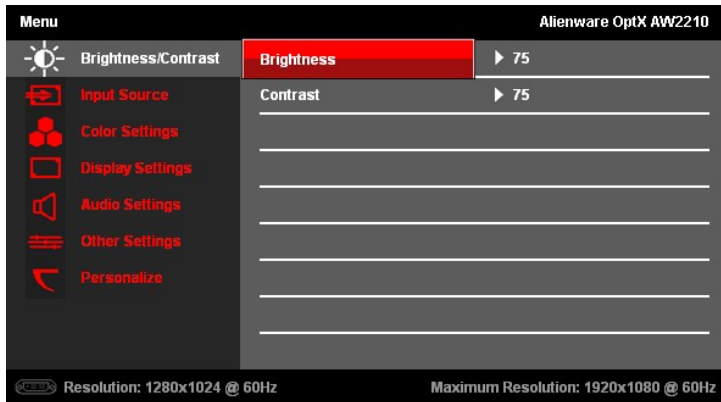 Menu Alienware OptX AW2210
Brightness/Contrast Brightness 75
Input Source Contrast 75
Color Settings
Display Settings
Audio Settings
Other Settings
Personalize
Resolution: 1280x1024 @ 60Hz Maximum Resolution: 1920x1080 @ 60Hz